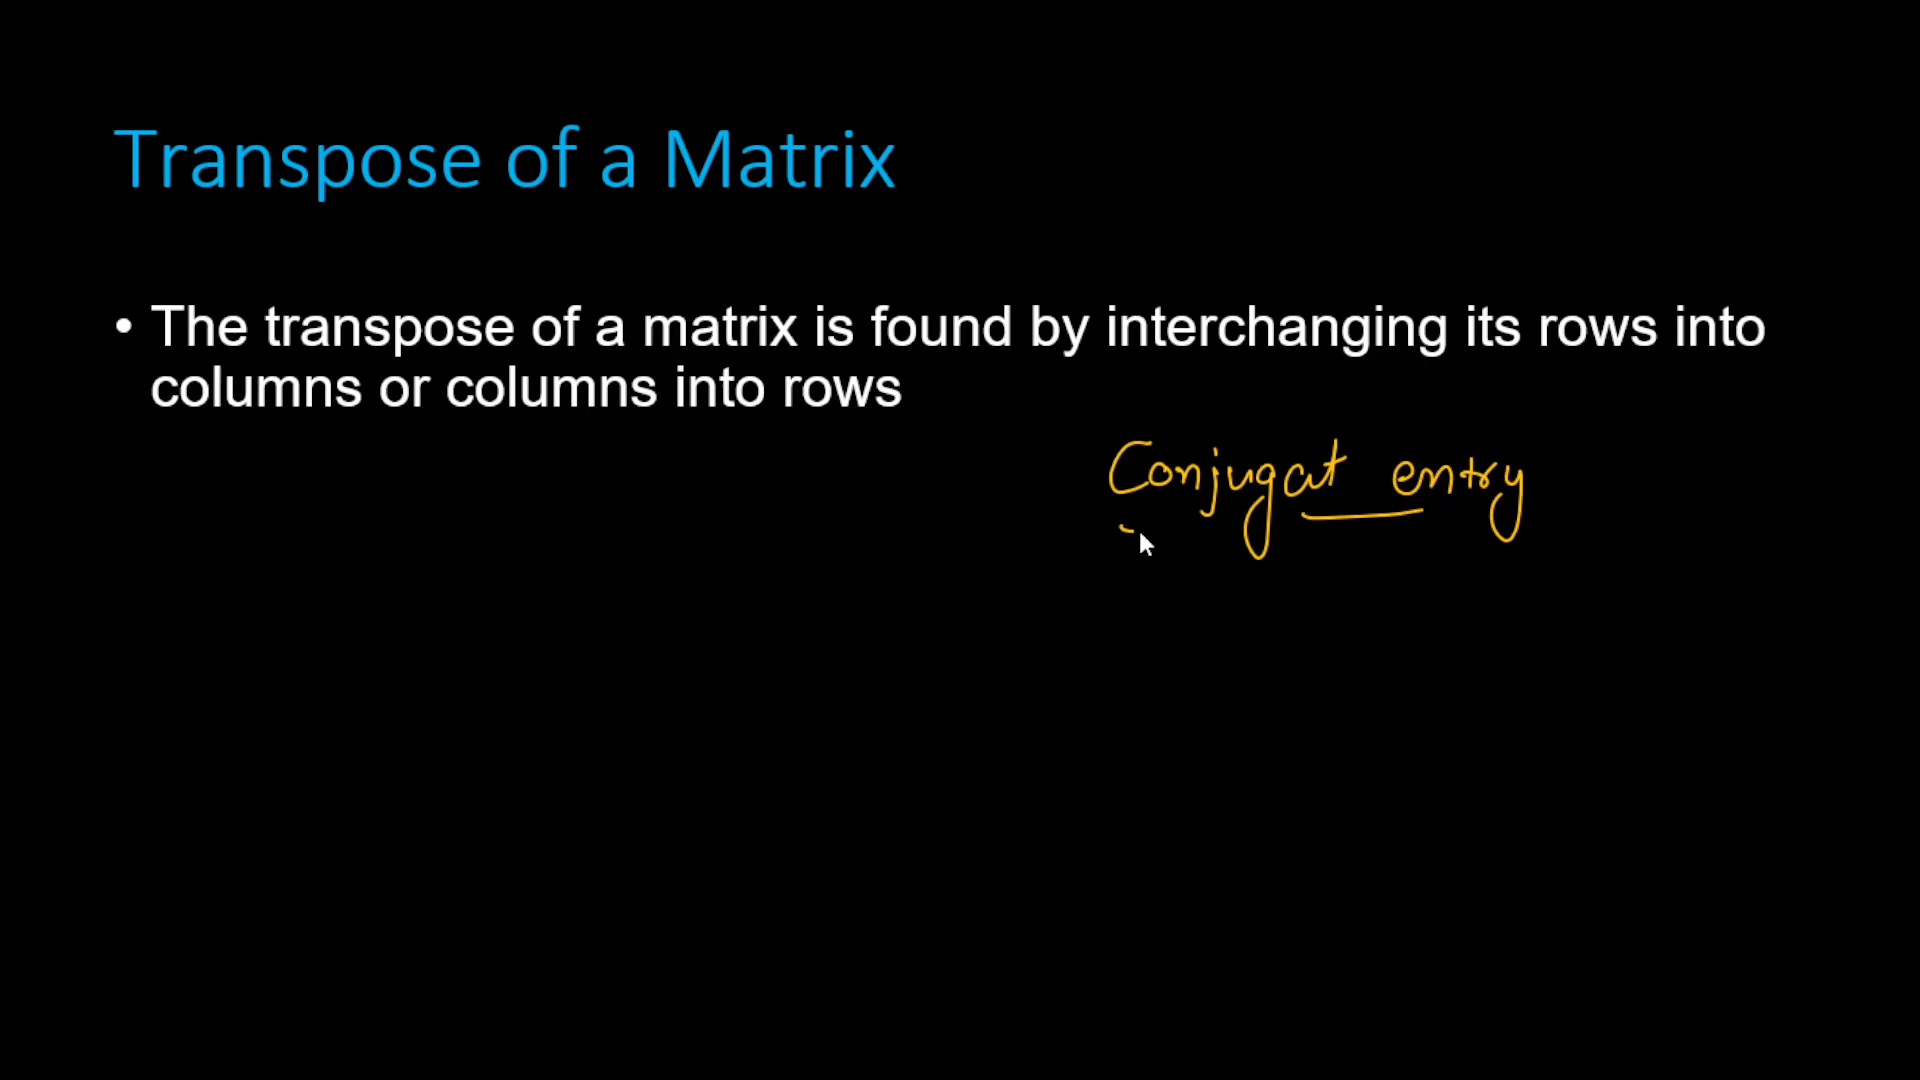 Transpose of a Matrix
• The transpose of a matrix is found by interchanging its rows into
columns or columns into rows
Conjugat entry